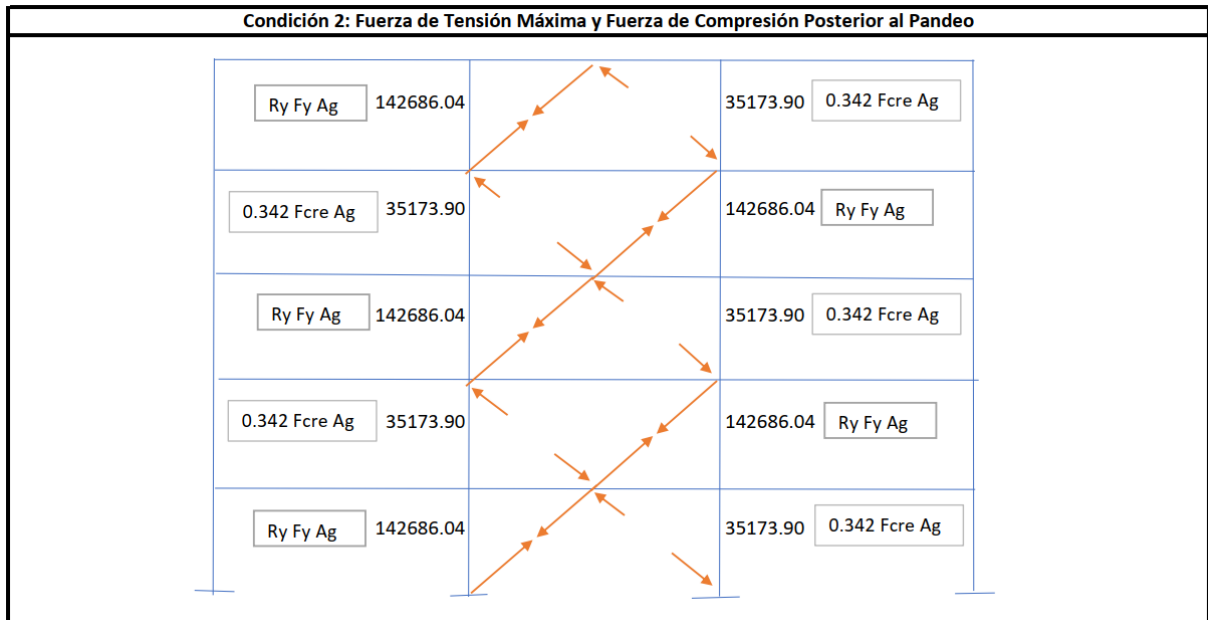 Condición 2: Fuerza de Tensión Máxima y Fuerza de Compresión Posterior al Pandeo
Ry Fy Ag 142686.04 35173.90 0.342 Fcre Ag
0.342 Fcre Ag 35173.90 142686.04 Ry Fy Ag
Ry Fy Ag 142686.04 35173.90 0.342 Fcre Ag
0.342 Fcre Ag 35173.90 142686.04 Ry Fy Ag
Ry Fy Ag 142686.04 35173.90 0.342 Fcre Ag